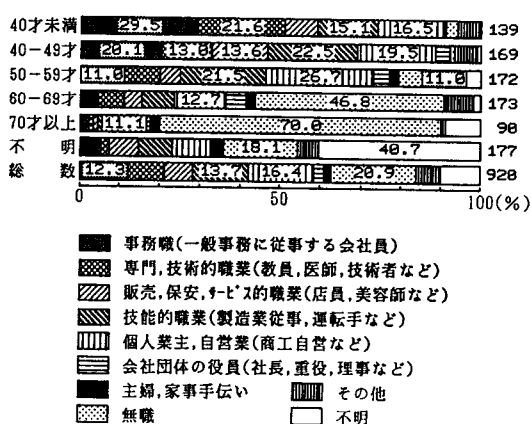 40才未満 29.5 21.6 15.1 16.5 139
40-49才 20.1 13.0 13.6 22.5 19.5 169
50-59才 11.0 21.5 26.7 11.0 172
60-69才 12.7 46.8 173
70才以上 11.1 70.0 90
不明 18.1 40.7 177
総数 12.3 13.7 16.4 20.9 920
0 50 100(%)
事務職(一般事務に従事する会社員)
専門,技術的職業(教員,医師,技術者など)
販売,保安,サービス的職業(店員,美容師など)
技能的職業(製造業従事,運転手など)
個人業主,自営業(商工自営など)
会社団体の役員(社長,重役,理事など)
主婦,家事手伝い その他
無職 不明